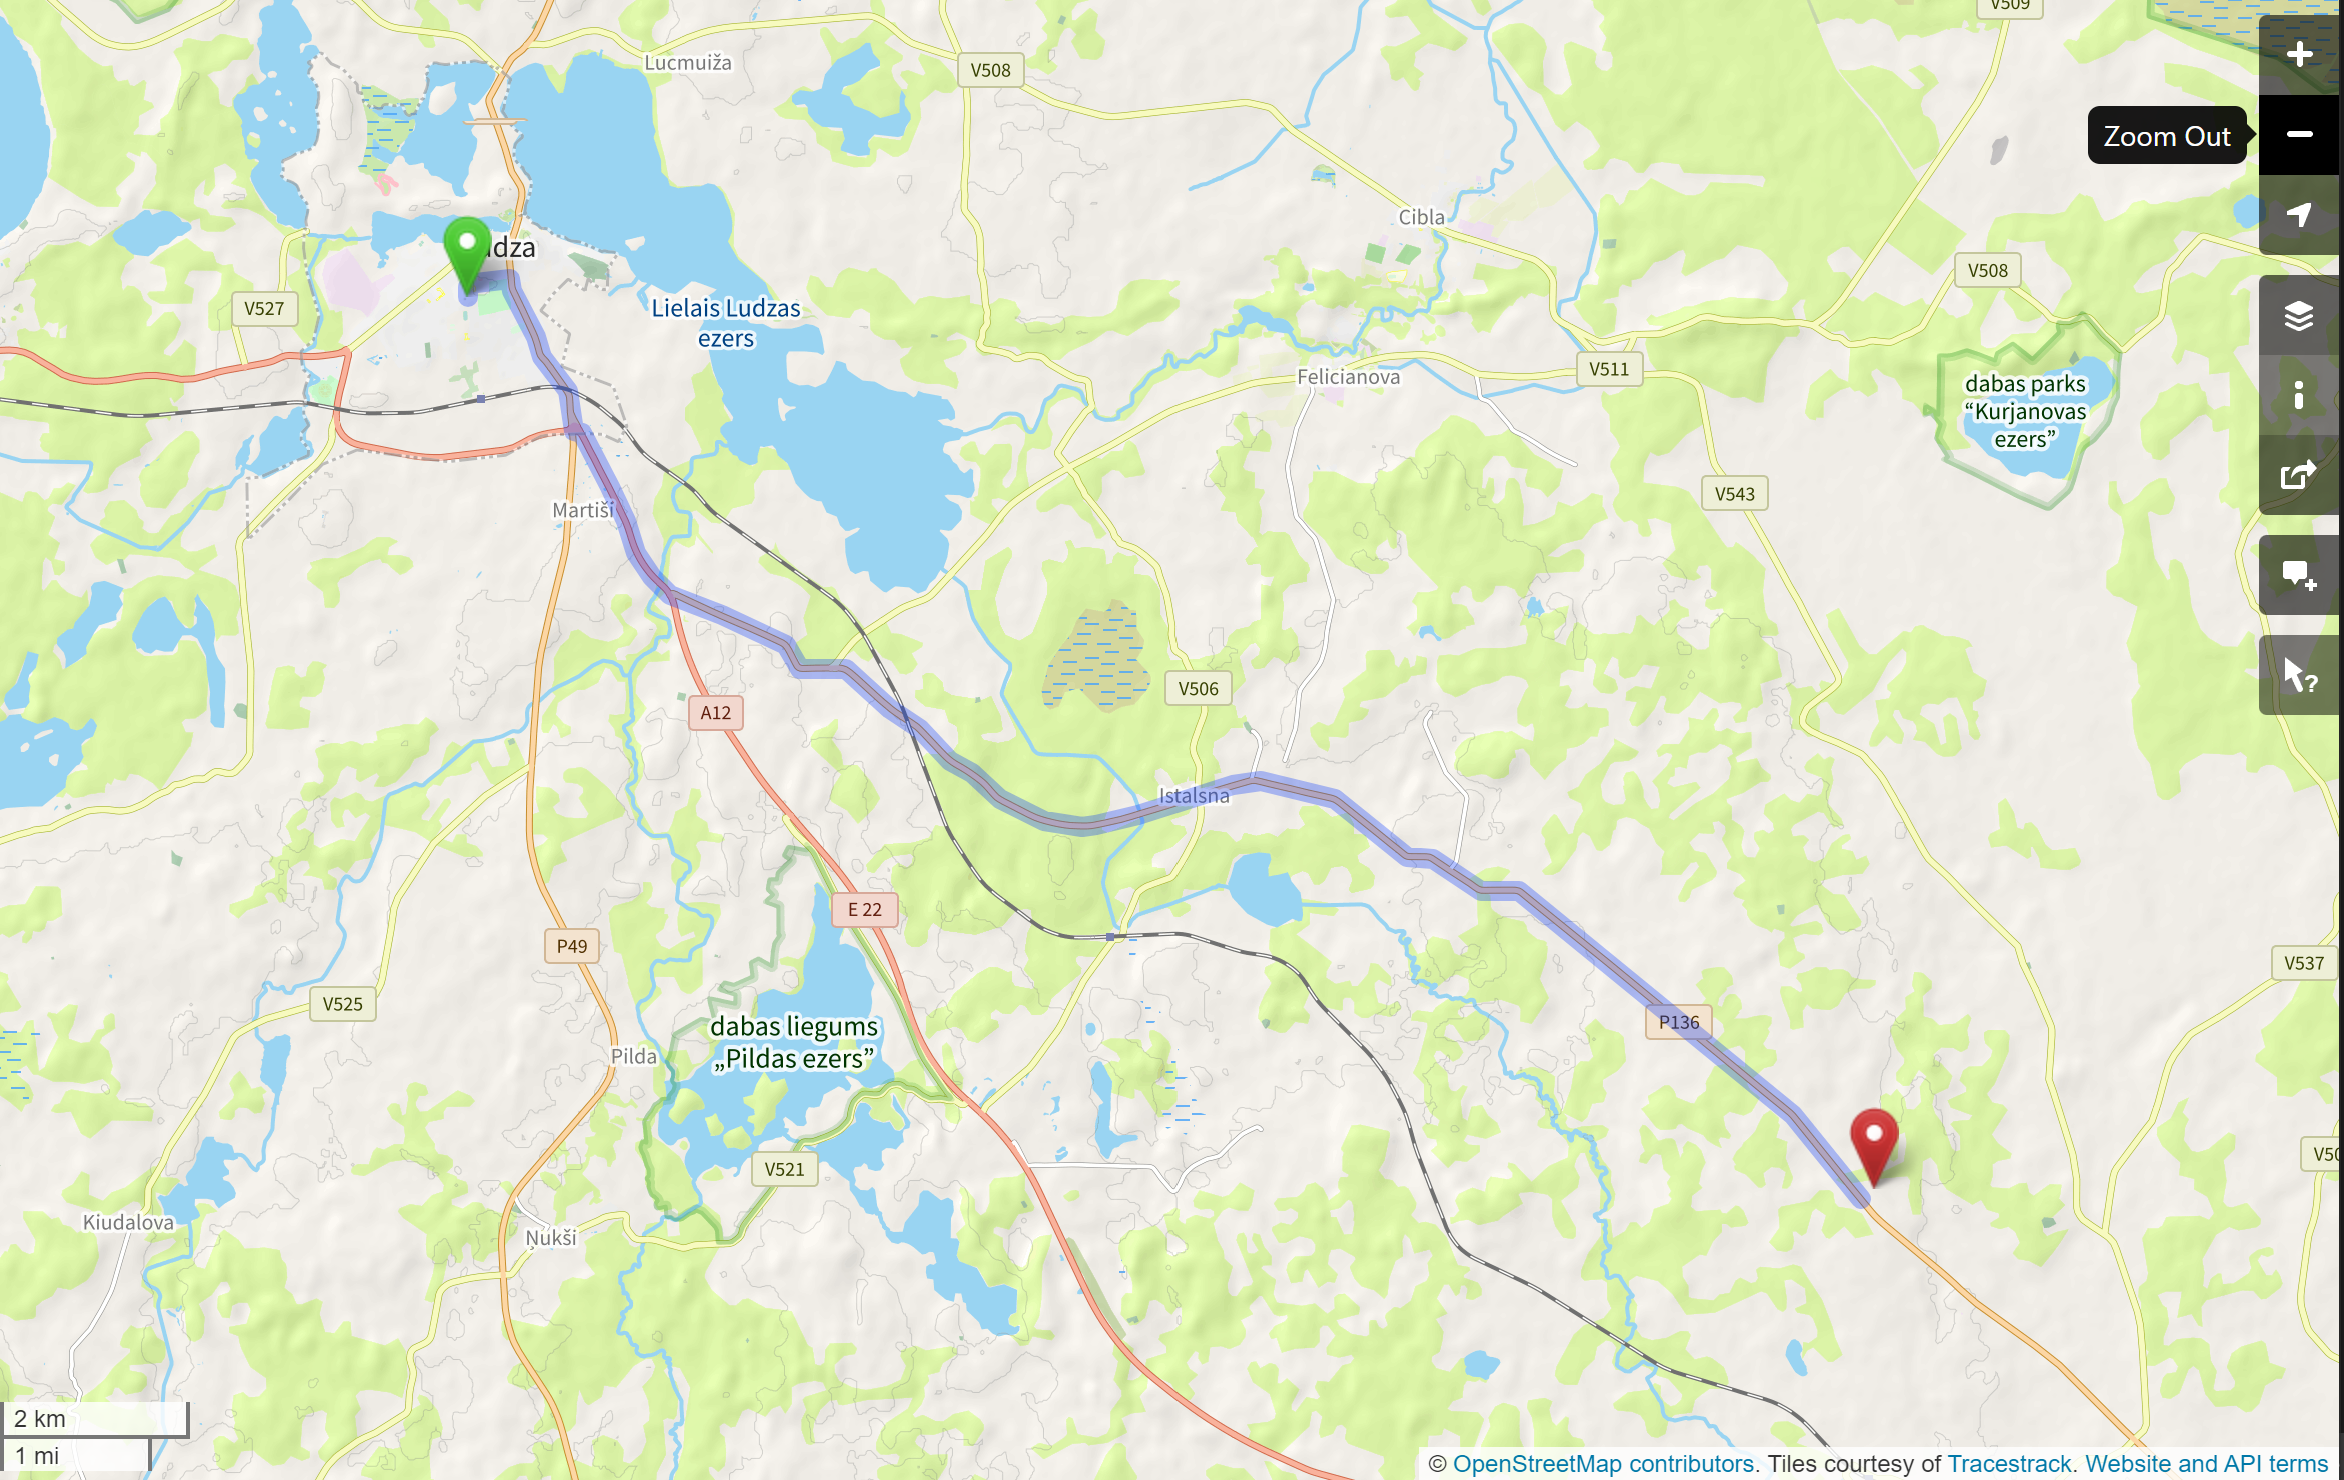 V509
Lucmuiža
V508
Zoom Out
Cibla
dza
V508
V527
Lielais Ludzas
ezers
V511
Felicianova
dabas parks
“Kurjanovas
ezers”
V543
Martiši
V506
A12
Istalsna
E 22
P49
V537
V525
P136
dabas liegums
„Pildas ezers”
Pilda
V521
V50
Kiudalova
Ņukši
2 km
1 mi
© OpenStreetMap contributors. Tiles courtesy of Tracestrack. Website and API terms